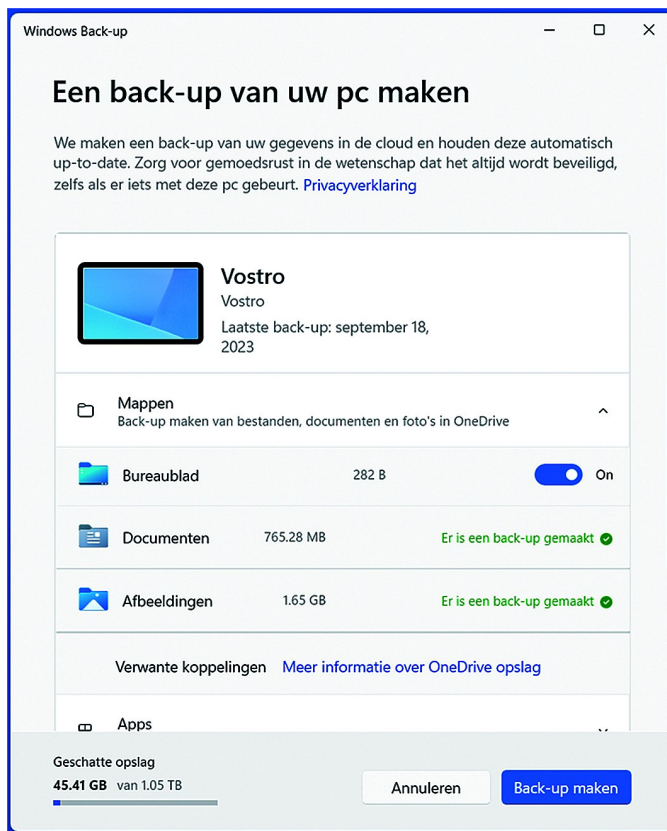 Windows Back-up
Een back-up van uw pc maken
We maken een back-up van uw gegevens in de cloud en houden deze automatisch
up-to-date. Zorg voor gemoedsrust in de wetenschap dat het altijd wordt beveiligd,
zelfs als er iets met deze pc gebeurt. Privacyverklaring
Vostro
Vostro
Laatste back-up: september 18,
2023
Mappen
Back-up maken van bestanden, documenten en foto's in OneDrive
Bureaublad 282 B On
Documenten 765.28 MB Er is een back-up gemaakt
Afbeeldingen 1.65 GB Er is een back-up gemaakt
Verwante koppelingen Meer informatie over OneDrive opslag
Apps
Geschatte opslag
45.41 GB van 1.05 TB
Annuleren Back-up maken